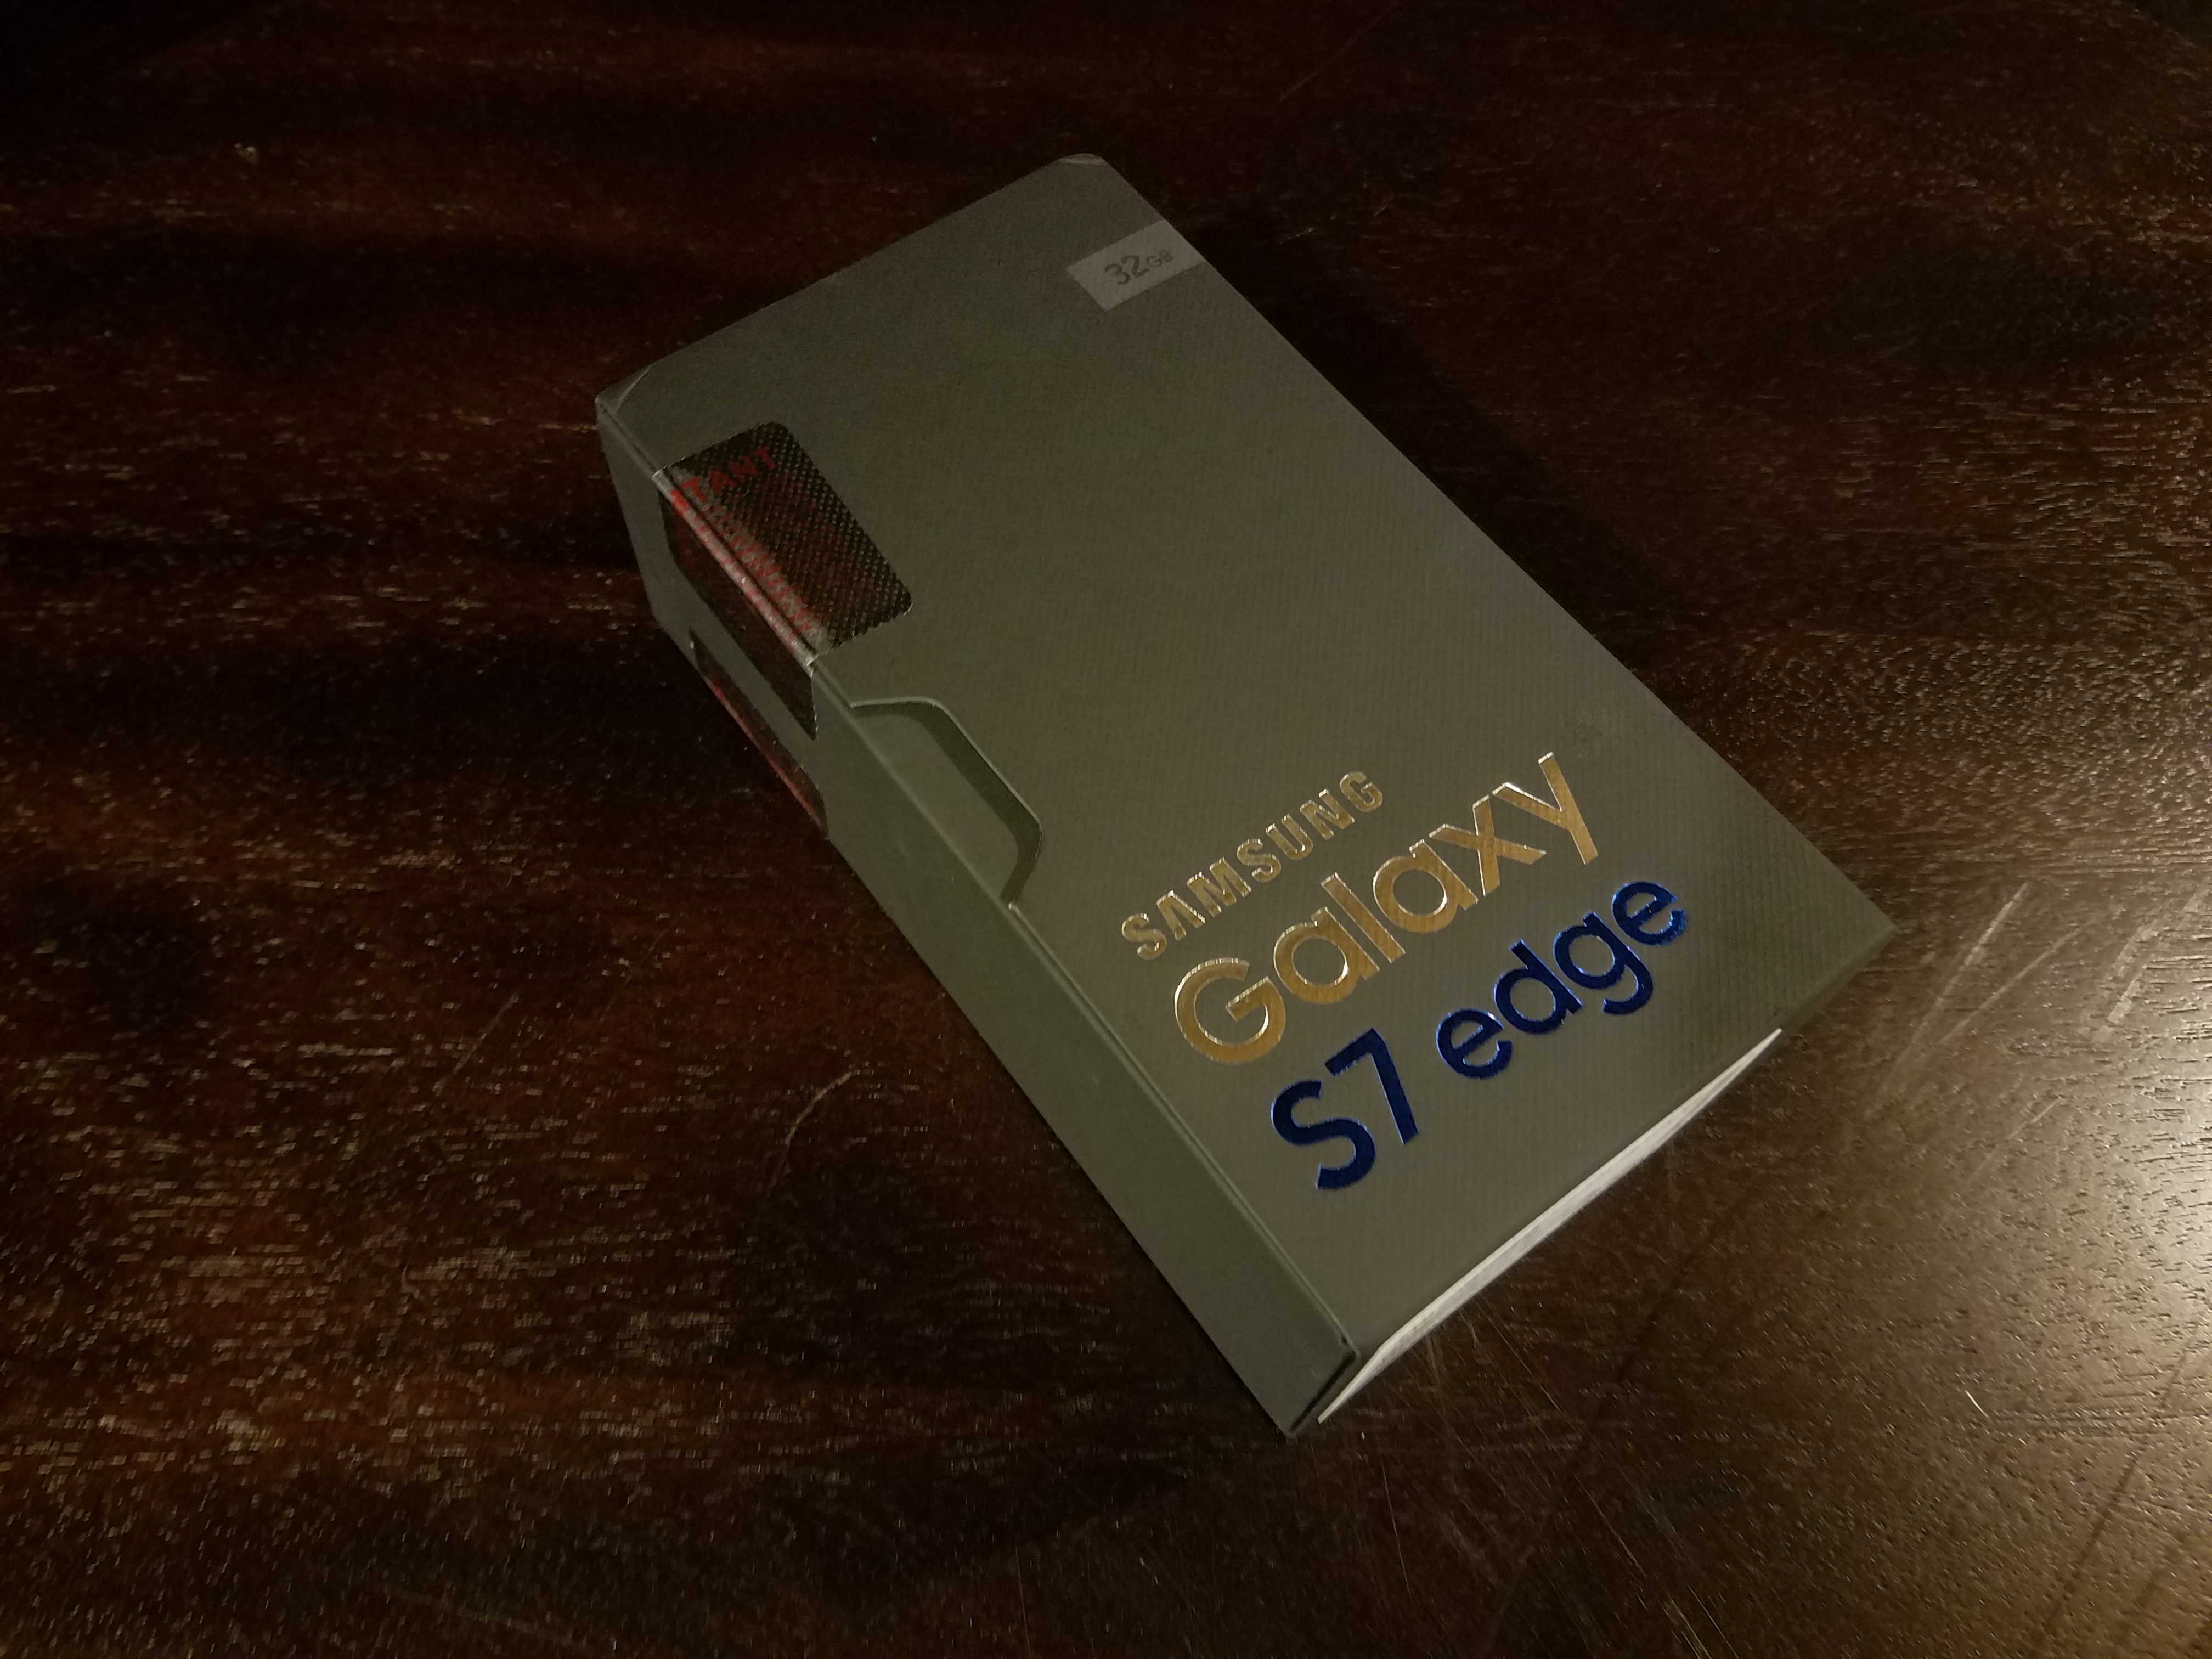 32GB
SAMSUNG
Galaxy
S7 edge